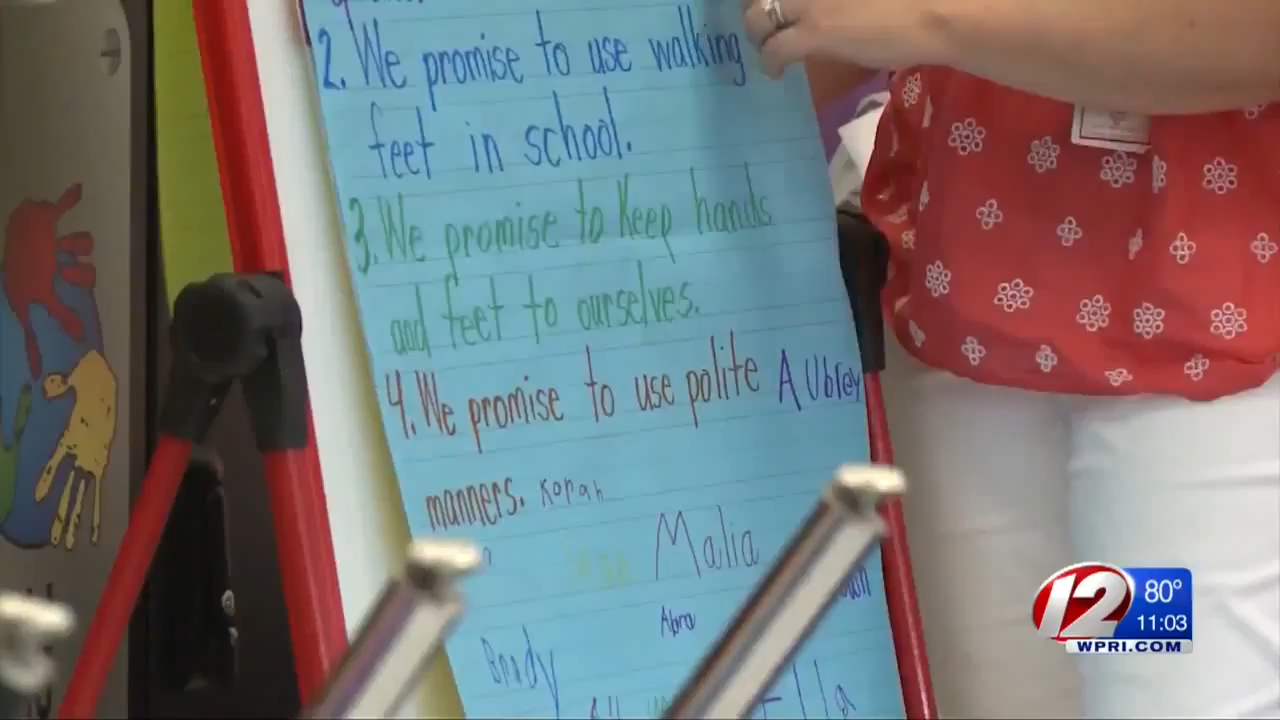 2. We promise to use walking
feet in school.
3. We promise to Keep hands
and feet to ourselves.
4. We promise to use polite AUbrey
manners. Korah
Malia
Abra
Brody
12 80°
11:03
WPRI.COM